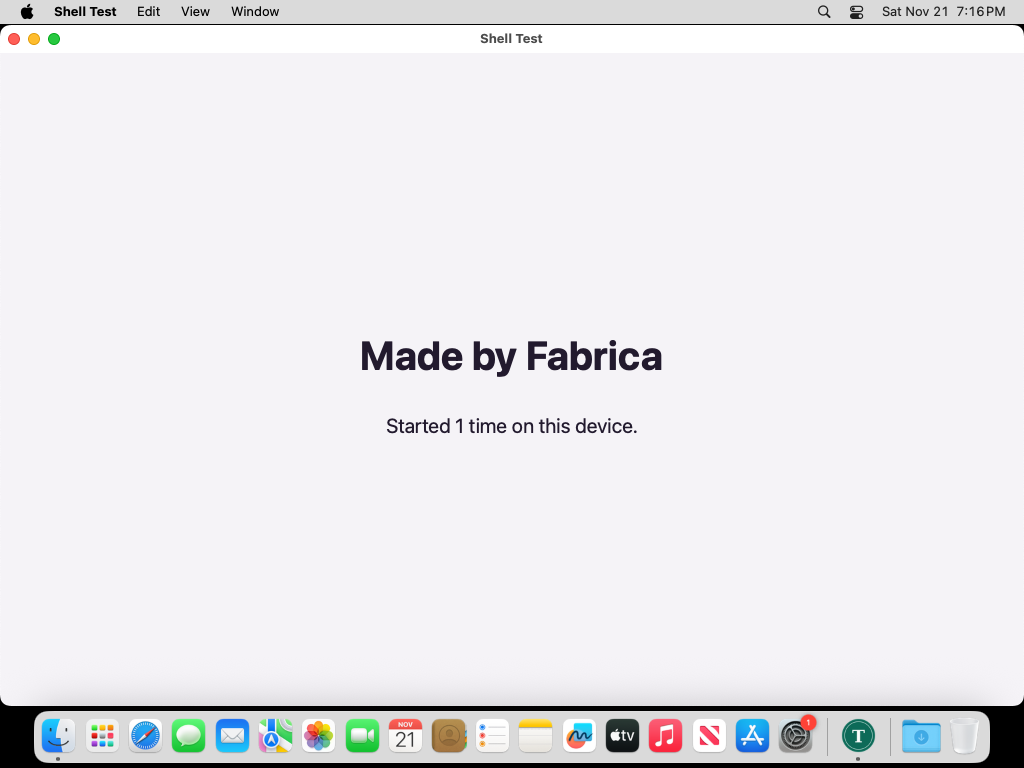 Shell Test Edit View Window Sat Nov 21 7:16 PM
Shell Test
Made by Fabrica
Started 1 time on this device.
NOV
21
tv
1
T